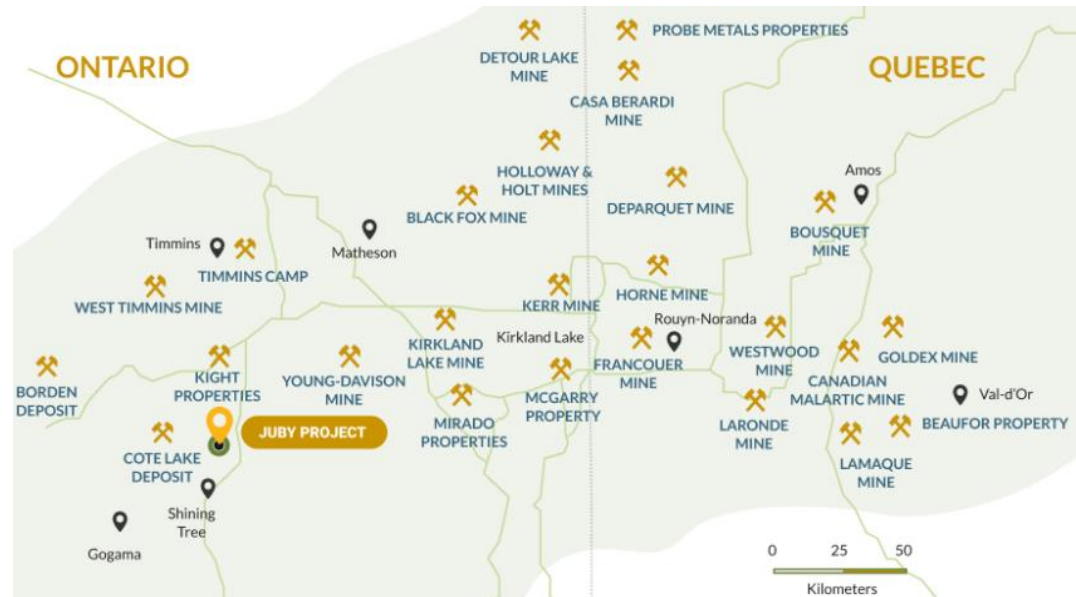 ONTARIO
QUEBEC
DETOUR LAKE
MINE
PROBE METALS PROPERTIES
CASA BERARDI
MINE
HOLLOWAY &
HOLT MINES
BLACK FOX MINE
DEPARQUET MINE
Amos
BOUSQUET
MINE
Timmins
TIMMINS CAMP
Matheson
WEST TIMMINS MINE
KERR MINE
HORNE MINE
Rouyn-Noranda
KIRKLAND
LAKE MINE
Kirkland Lake
FRANCOUER
MINE
WESTWOOD
MINE
GOLDEX MINE
BORDEN
DEPOSIT
KIGHT
PROPERTIES
YOUNG-DAVISON
MINE
MCGARRY
PROPERTY
CANADIAN
MALARTIC MINE
Val-d'Or
JUBY PROJECT
MIRADO
PROPERTIES
LARONDE
MINE
BEAUFOR PROPERTY
COTE LAKE
DEPOSIT
LAMAQUE
MINE
Shining
Tree
Gogama
0 25 50
Kilometers